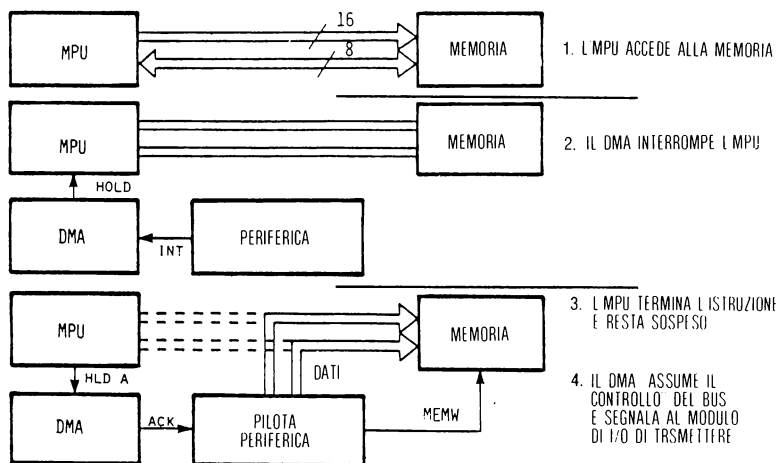 16
8
MPU
MEMORIA
1. L'MPU ACCEDE ALLA MEMORIA
MPU
MEMORIA
2. IL DMA INTERROMPE L MPU
HOLD
DMA
INT
PERIFERICA
MPU
MEMORIA
3. L MPU TERMINA L ISTRUZIONE
E RESTA SOSPESO
HLD A
DATI
DMA
ACK
PILOTA
PERIFERICA
MEMW
4. IL DMA ASSUME IL
CONTROLLO DEL BUS
E SEGNALA AL MODULO
DI I/O DI TRSMETTERE